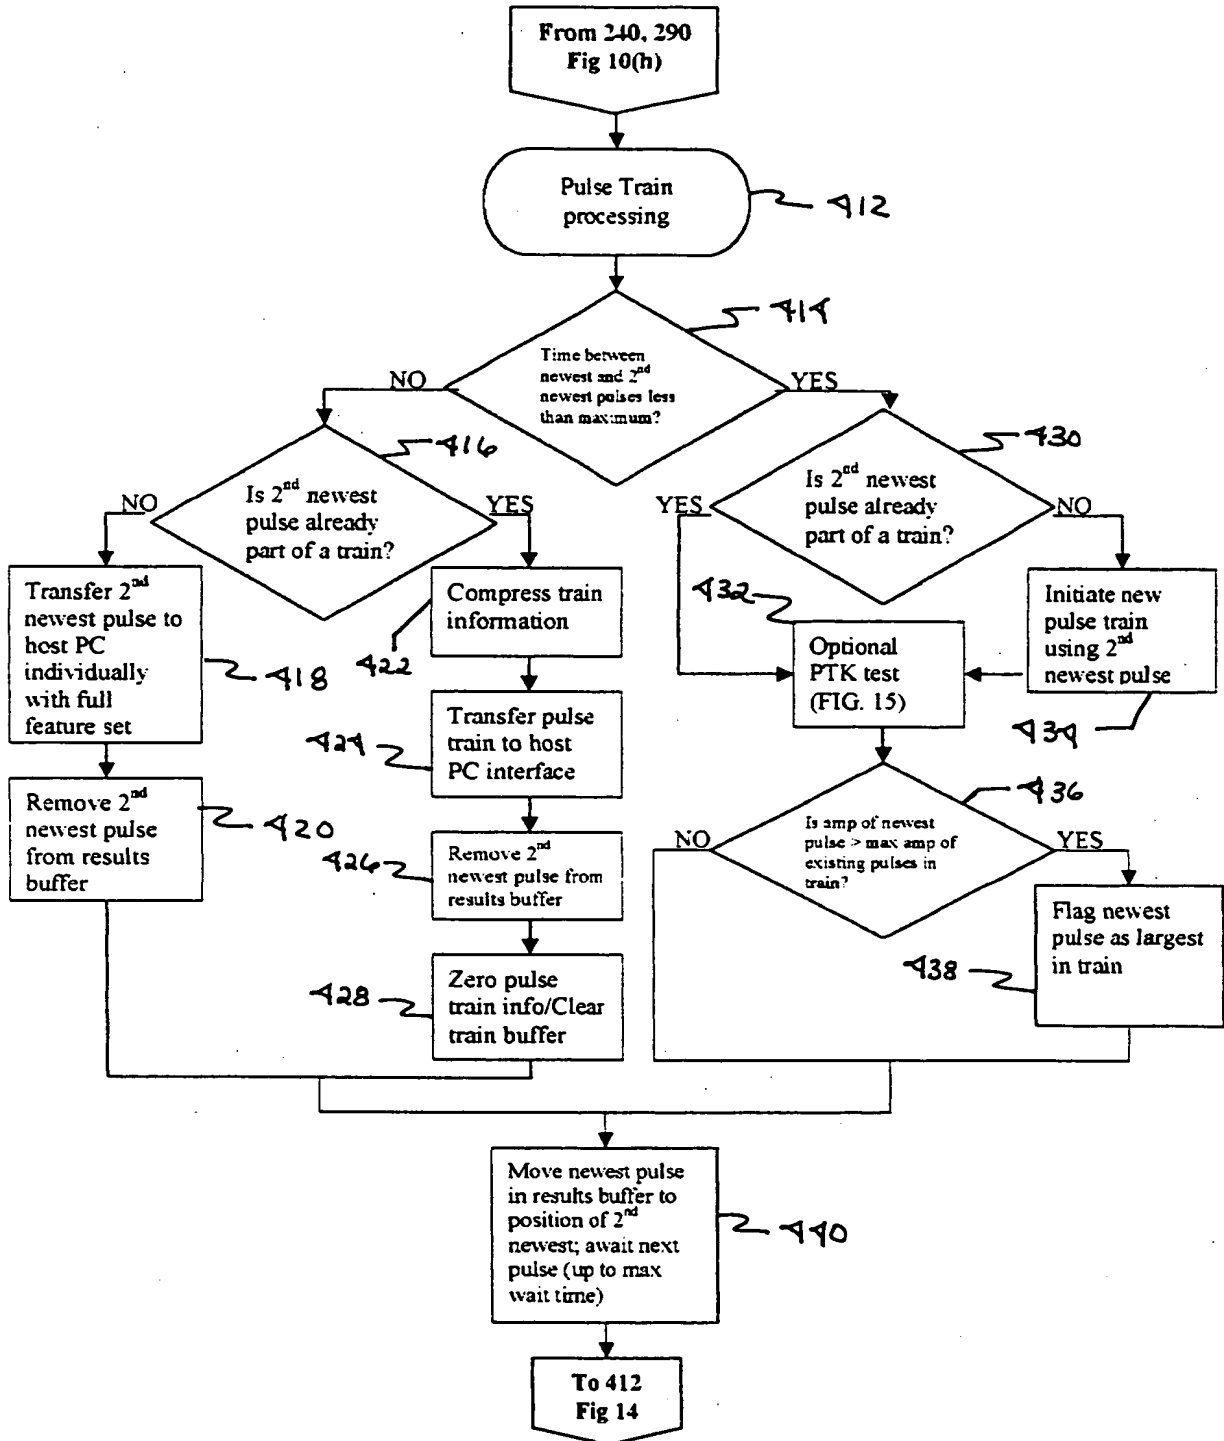 From 240, 290
Fig 10(h)
Pulse Train
processing
412
414
Time between
newest and 2nd
newest pulses less
than maximum?
NO
YES
416
430
Is 2nd newest
pulse already
part of a train?
NO
YES
Is 2nd newest
pulse already
part of a train?
YES
NO
Transfer 2nd
newest pulse to
host PC
individually
with full
feature set
418
Compress train
information
422
432
Optional
PTK test
(FIG. 15)
Initiate new
pulse train
using 2nd
newest pulse
434
Transfer pulse
train to host
PC interface
424
Remove 2nd
newest pulse
from results
buffer
420
Remove 2nd
newest pulse from
results buffer
426
436
Is amp of newest
pulse > max amp of
existing pulses in
train?
NO
YES
Flag newest
pulse as largest
in train
438
Zero pulse
train info/Clear
train buffer
428
Move newest pulse
in results buffer to
position of 2nd
newest; await next
pulse (up to max
wait time)
440
To 412
Fig 14